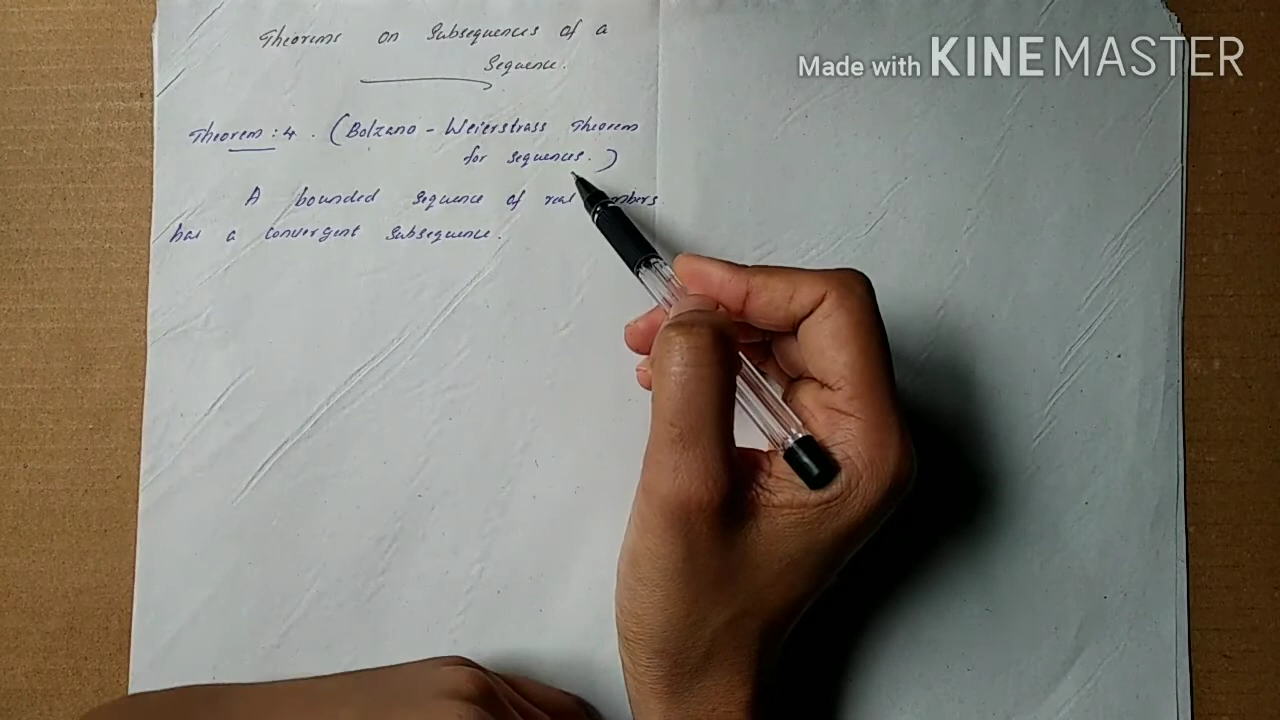 Theorems on Subsequences of a
Sequence.
Made with KINEMASTER
Theorem: 4. (Bolzano - Weierstrass Theorem
for sequences.)
A bounded sequence of real
has a convergent subsequence.